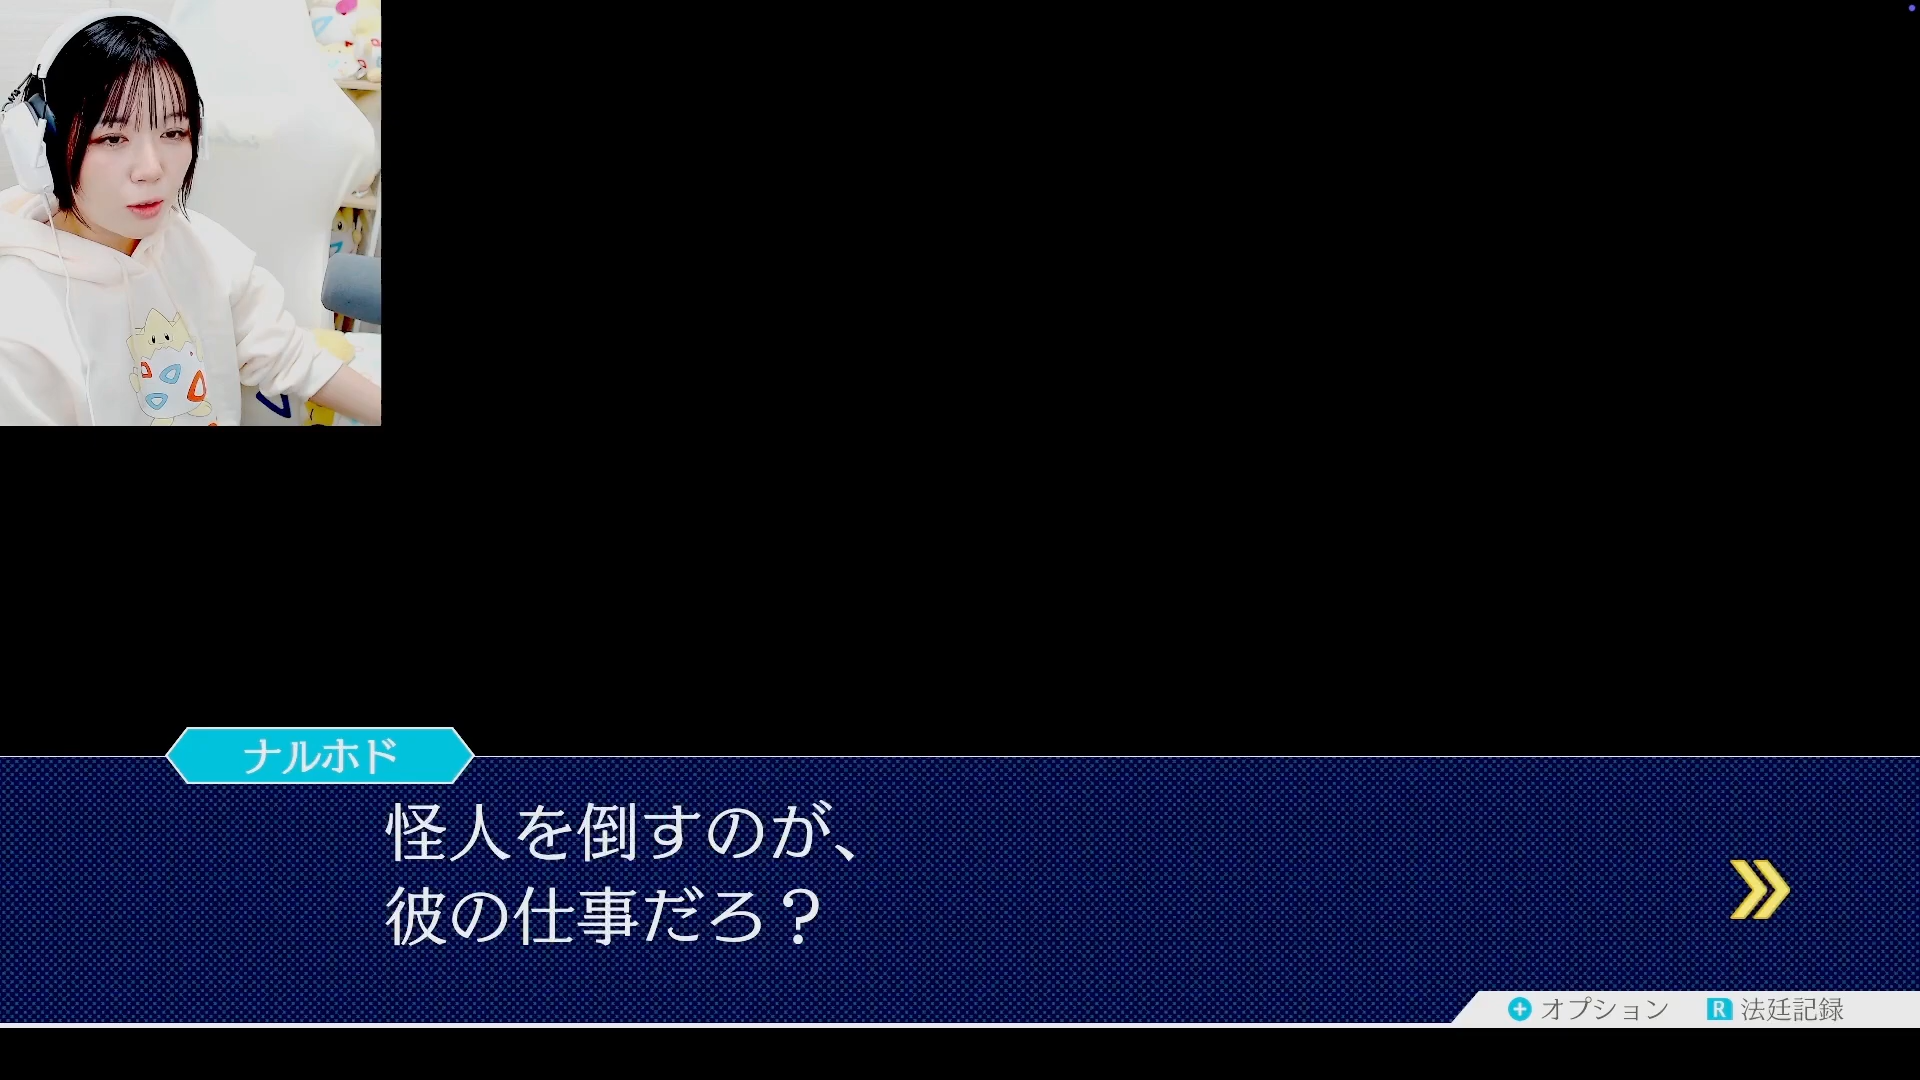 ナルホド
怪人を倒すのが、
彼の仕事だろ？
オプション
R 法廷記録